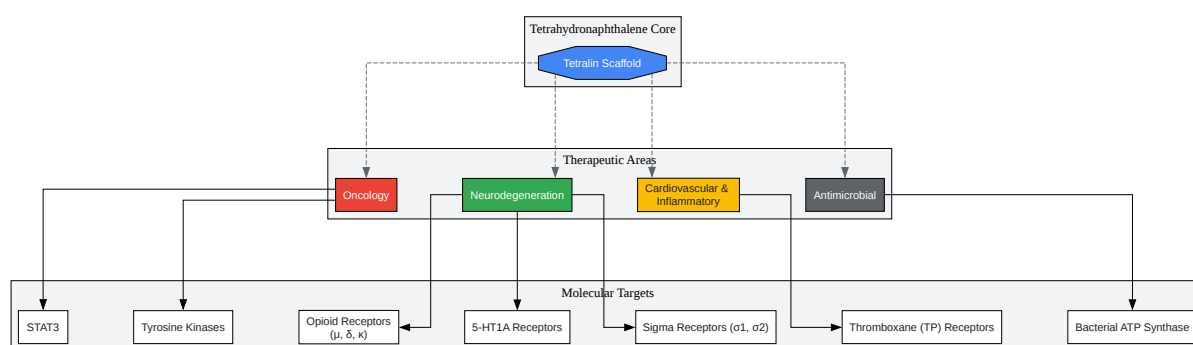 Tetrahydronaphthalene Core
Tetralin Scaffold
Therapeutic Areas
Oncology
Neurodegeneration
Cardiovascular &
Inflammatory
Antimicrobial
Molecular Targets
STAT3
Tyrosine Kinases
Opioid Receptors
(μ, δ, κ)
5-HT1A Receptors
Sigma Receptors (σ1, σ2)
Thromboxane (TP) Receptors
Bacterial ATP Synthase